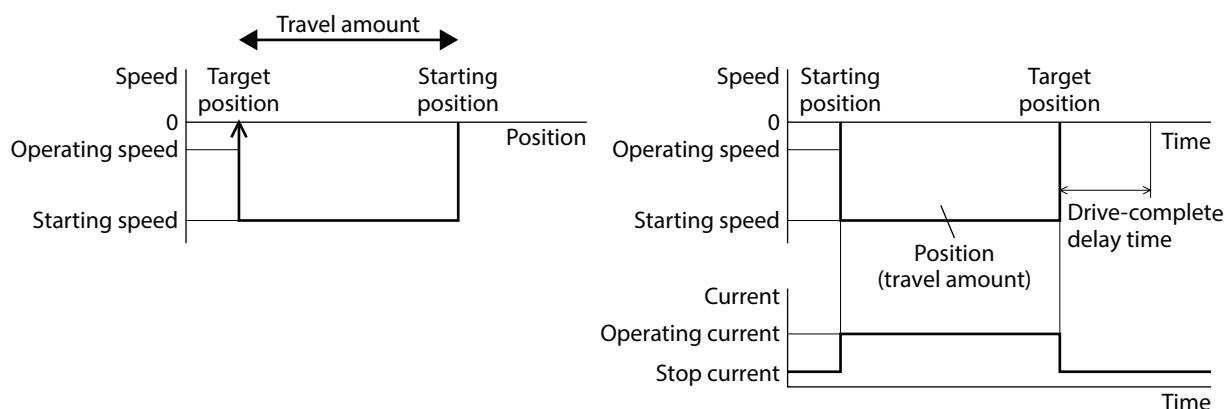 Travel amount
Speed
Target
position
Starting
position
0
Position
Operating speed
Starting speed
Speed
Starting
position
Target
position
0
Time
Operating speed
Starting speed
Drive-complete
delay time
Position
(travel amount)
Current
Operating current
Stop current
Time